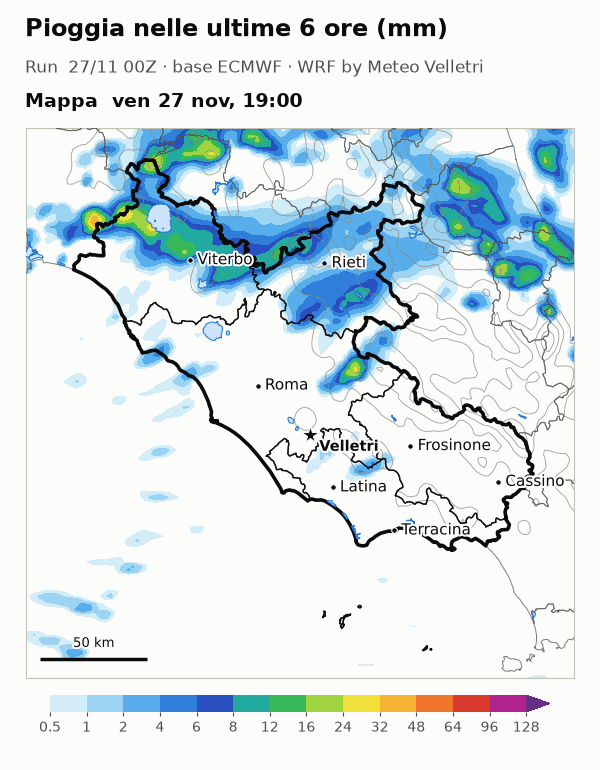 Pioggia nelle ultime 6 ore (mm)
Run  27/11 00Z · base ECMWF · WRF by Meteo Velletri
Mappa  ven 27 nov, 19:00
Viterbo
Rieti
Roma
Velletri
Frosinone
Cassino
Latina
Terracina
50 km
0.5 1 2 4 6 8 12 16 24 32 48 64 96 128